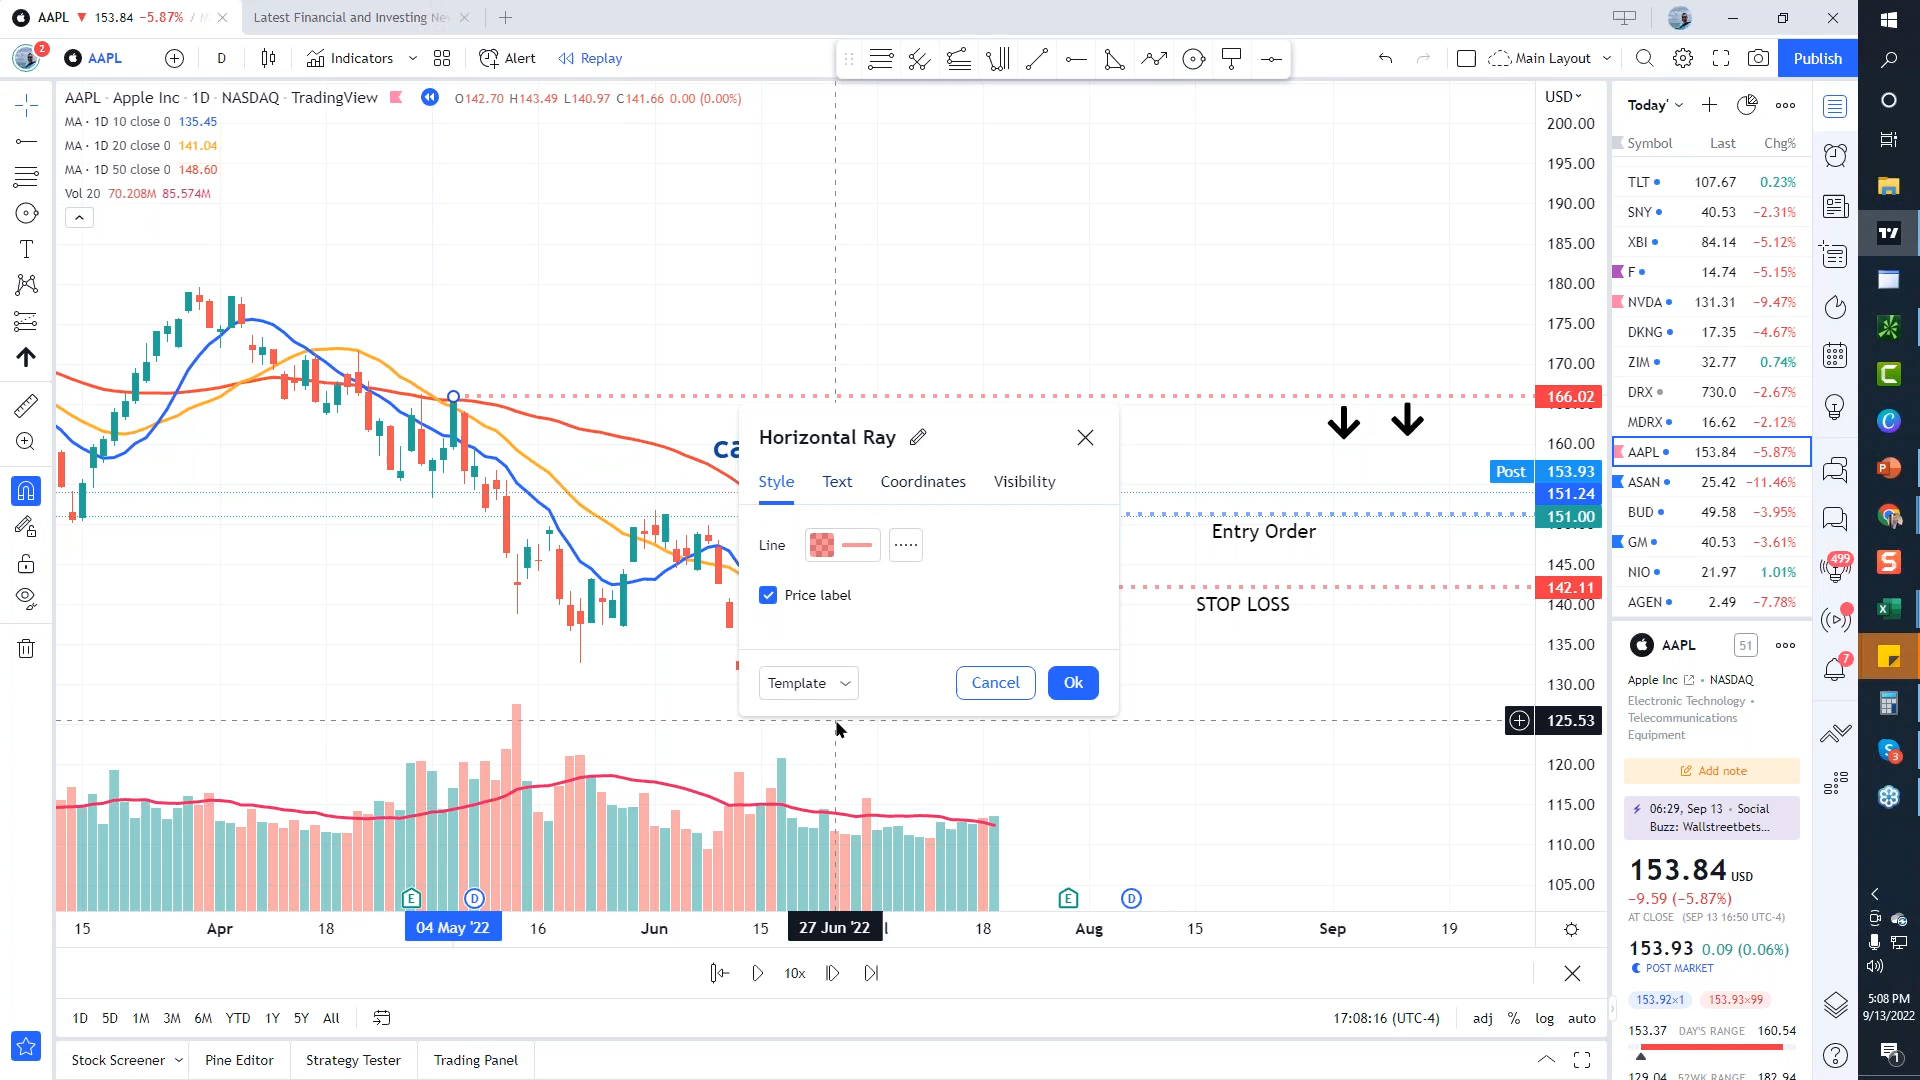 AAPL ▼ 153.84 −5.87% /
Latest Financial and Investing Ne
2
AAPL
D
Indicators
Alert
Replay
Main Layout
Publish
AAPL · Apple Inc · 1D · NASDAQ · TradingView
O142.70 H143.49 L140.97 C141.66 0.00 (0.00%)
MA · 1D 10 close 0 135.45
MA · 1D 20 close 0 141.04
MA · 1D 50 close 0 148.60
Vol 20 70.208M 85.574M
ca
Horizontal Ray
Style
Text
Coordinates
Visibility
Line
Price label
Template
Cancel
Ok
Entry Order
STOP LOSS
USD
200.00
195.00
190.00
185.00
180.00
175.00
170.00
166.02
160.00
Post 153.93
151.24
151.00
145.00
142.11
140.00
135.00
130.00
125.53
120.00
115.00
110.00
105.00
E
D
E
D
15
Apr
18
04 May '22
16
Jun
15
27 Jun '22
18
Aug
15
Sep
19
10x
1D
5D
1M
3M
6M
YTD
1Y
5Y
All
17:08:16 (UTC-4)
adj
%
log
auto
Stock Screener
Pine Editor
Strategy Tester
Trading Panel
Today'
Symbol Last Chg%
TLT 107.67 0.23%
SNY 40.53 −2.31%
XBI 84.14 −5.12%
F 14.74 −5.15%
NVDA 131.31 −9.47%
DKNG 17.35 −4.67%
ZIM 32.77 0.74%
DRX 730.0 −2.67%
MDRX 16.62 −2.12%
AAPL 153.84 −5.87%
ASAN 25.42 −11.46%
BUD 49.58 −3.95%
GM 40.53 −3.61%
NIO 21.97 1.01%
AGEN 2.49 −7.78%
AAPL
51
Apple Inc • NASDAQ
Electronic Technology •
Telecommunications
Equipment
Add note
06:29, Sep 13 • Social
Buzz: Wallstreetbets...
153.84 USD
−9.59 (−5.87%)
AT CLOSE (SEP 13 16:50 UTC-4)
153.93 0.09 (0.06%)
POST MARKET
153.92×1
153.93×99
153.37 DAY'S RANGE 160.54
129.04 52WK RANGE 182.94
499
7
3
5:08 PM
9/13/2022
1